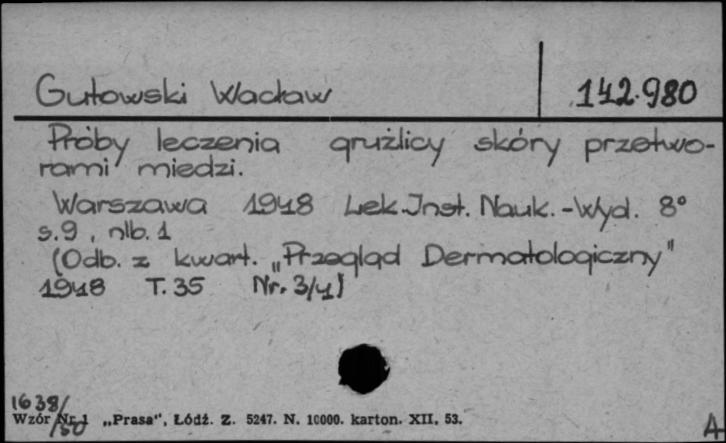 Gutowski Wacław
142.980
Próby leczenia gruźlicy skóry przetwo-
rami miedzi.
Warszawa 1948 Lek.Inst. Nauk.-Wyd. 8°
s.9, nlb.1
(Odb. z kwart. „Przegląd Dermatologiczny"
1948 T.35 Nr. 3/4)
1638/50
Wzór Nr 1 „Prasa", Łódź. Z. 5247. N. 10000. karton. XII. 53.
A